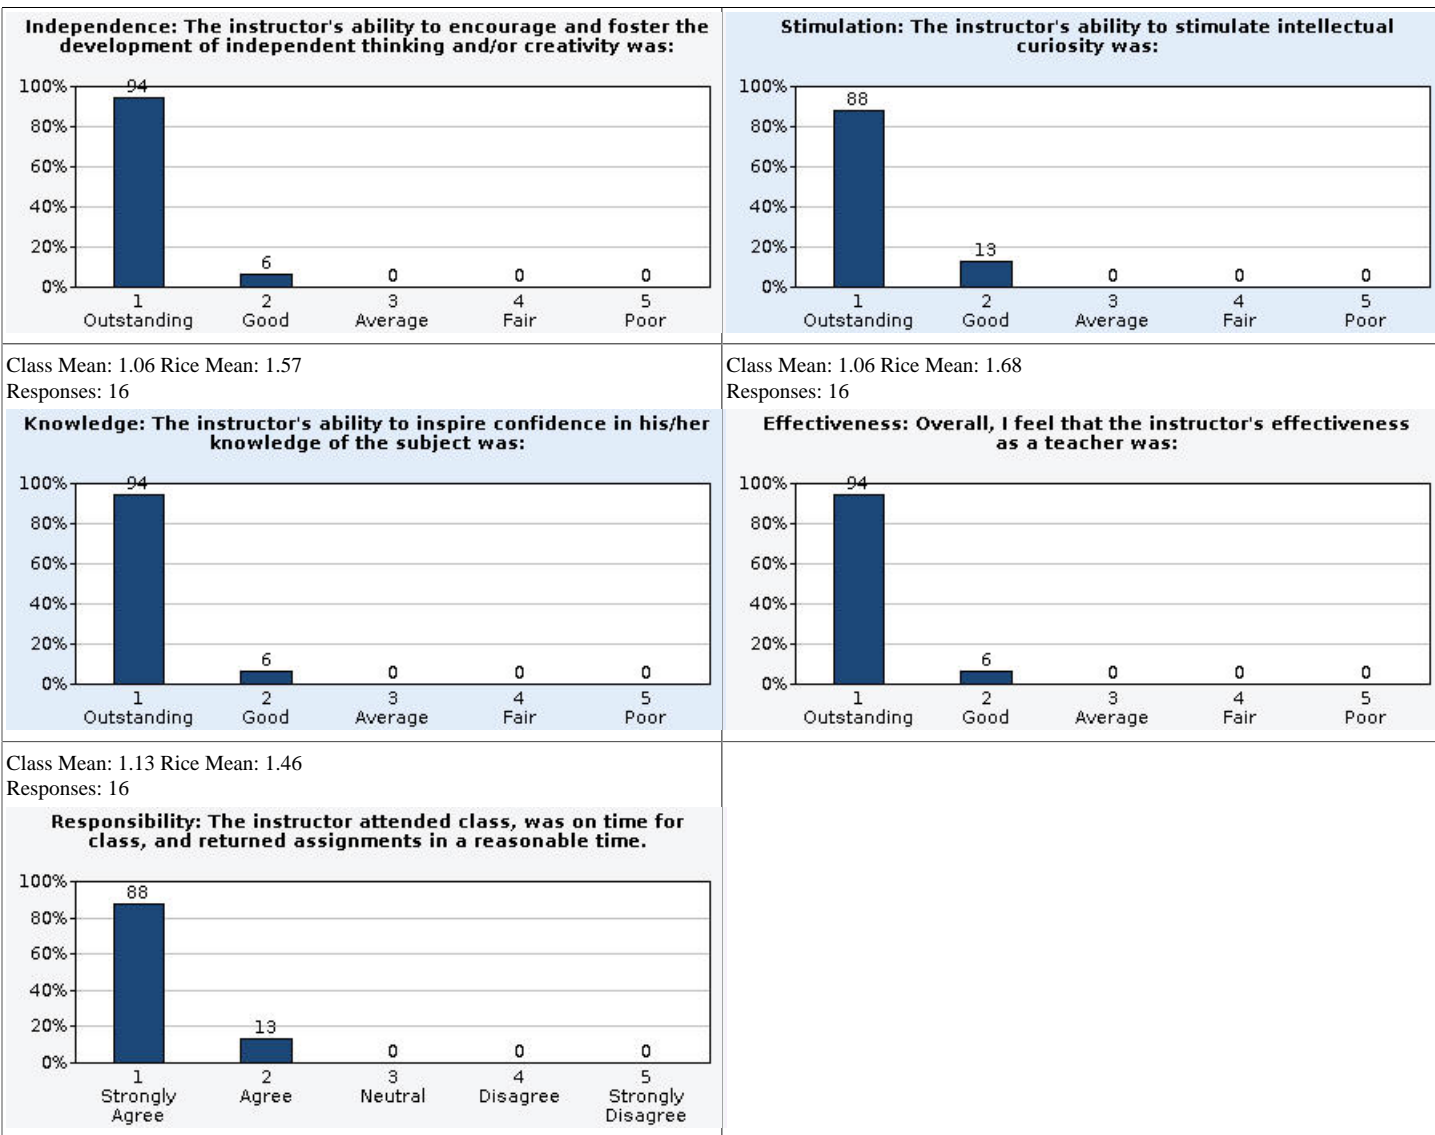 Independence: The instructor's ability to encourage and foster the
development of independent thinking and/or creativity was:
100%
80%
60%
40%
20%
0%
94
6
0
0
0
1
2
3
4
5
Outstanding
Good
Average
Fair
Poor
Stimulation: The instructor's ability to stimulate intellectual
curiosity was:
100%
80%
60%
40%
20%
0%
88
13
0
0
0
1
2
3
4
5
Outstanding
Good
Average
Fair
Poor
Class Mean: 1.06 Rice Mean: 1.57
Responses: 16
Class Mean: 1.06 Rice Mean: 1.68
Responses: 16
Knowledge: The instructor's ability to inspire confidence in his/her
knowledge of the subject was:
100%
80%
60%
40%
20%
0%
94
6
0
0
0
1
2
3
4
5
Outstanding
Good
Average
Fair
Poor
Effectiveness: Overall, I feel that the instructor's effectiveness
as a teacher was:
100%
80%
60%
40%
20%
0%
94
6
0
0
0
1
2
3
4
5
Outstanding
Good
Average
Fair
Poor
Class Mean: 1.13 Rice Mean: 1.46
Responses: 16
Responsibility: The instructor attended class, was on time for
class, and returned assignments in a reasonable time.
100%
80%
60%
40%
20%
0%
88
13
0
0
0
1
2
3
4
5
Strongly
Agree
Agree
Neutral
Disagree
Strongly
Disagree